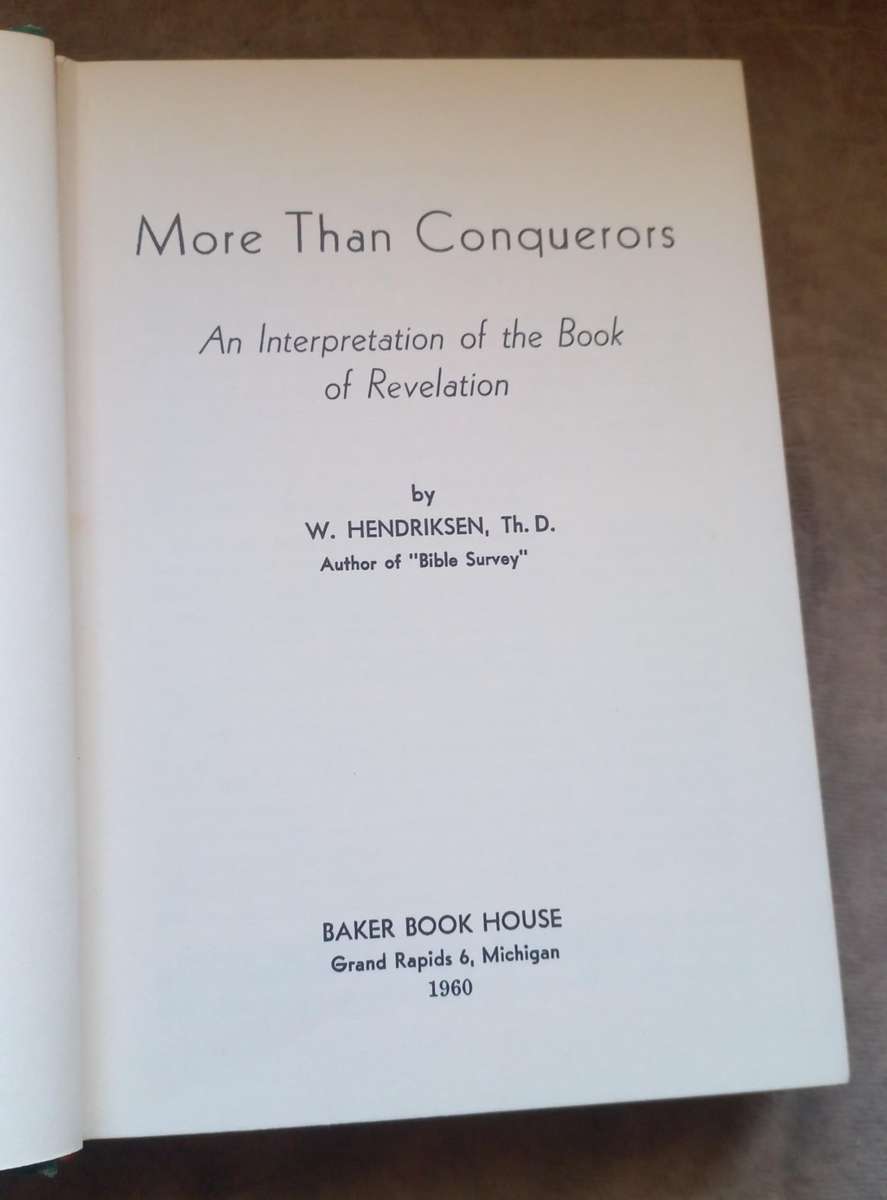 More Than Conquerors
An Interpretation of the Book
of Revelation
by
W. HENDRIKSEN, Th. D.
Author of "Bible Survey"
BAKER BOOK HOUSE
Grand Rapids 6, Michigan
1960